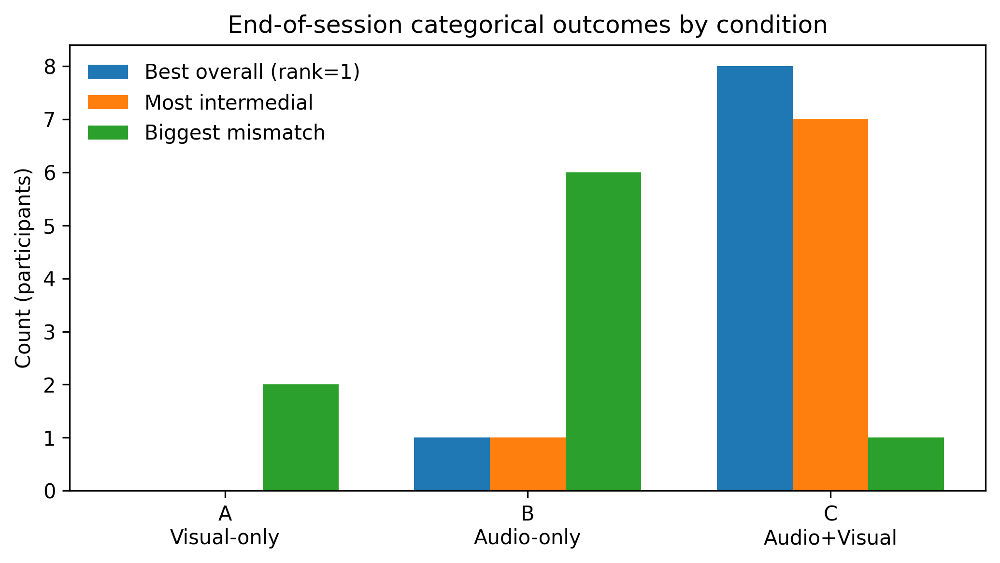 End-of-session categorical outcomes by condition
Best overall (rank=1)
Most intermedial
Biggest mismatch
Count (participants)
8
7
6
5
4
3
2
1
0
A
Visual-only
B
Audio-only
C
Audio+Visual